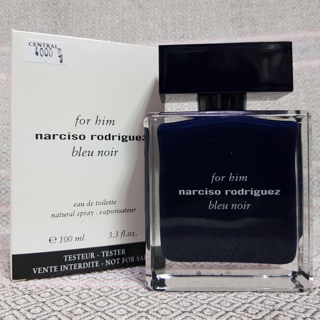 CENTRAL
4000
for him
narciso rodriguez
bleu noir
eau de toilette
natural spray . vaporisateur
e 100 ml 3.3 fl.oz.
TESTEUR - TESTER
VENTE INTERDITE - NOT FOR SA
for him
narciso rodriguez
bleu noir